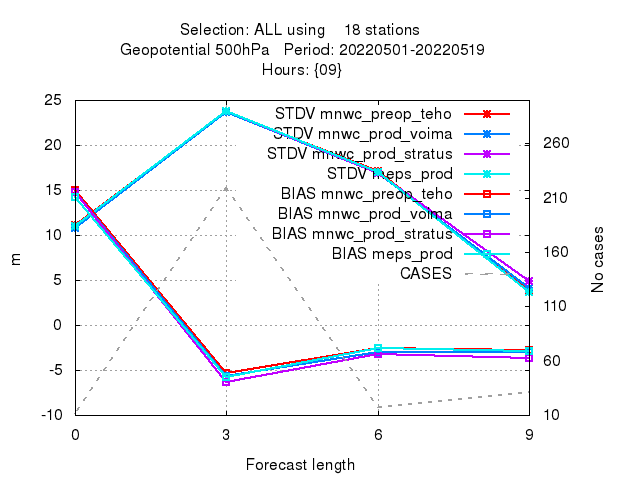 Selection: ALL using 18 stations
Geopotential 500hPa Period: 20220501-20220519
Hours: {09}
25
20
15
10
5
0
-5
-10
m
STDV mnwc_preop_teho
STDV mnwc_prod_voima
STDV mnwc_prod_stratus
STDV meps_prod
BIAS mnwc_preop_teho
BIAS mnwc_prod_voima
BIAS mnwc_prod_stratus
BIAS meps_prod
CASES
260
210
160
110
60
10
No cases
0 3 6 9
Forecast length